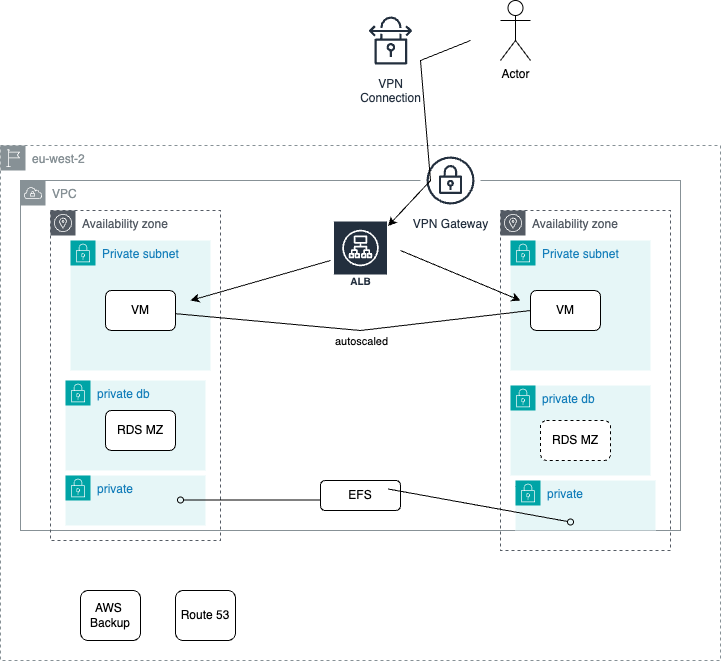 Actor
VPN
Connection
eu-west-2
VPC
VPN Gateway
Availability zone
Availability zone
Private subnet
Private subnet
ALB
VM
VM
autoscaled
private db
private db
RDS MZ
RDS MZ
private
private
EFS
AWS
Backup
Route 53